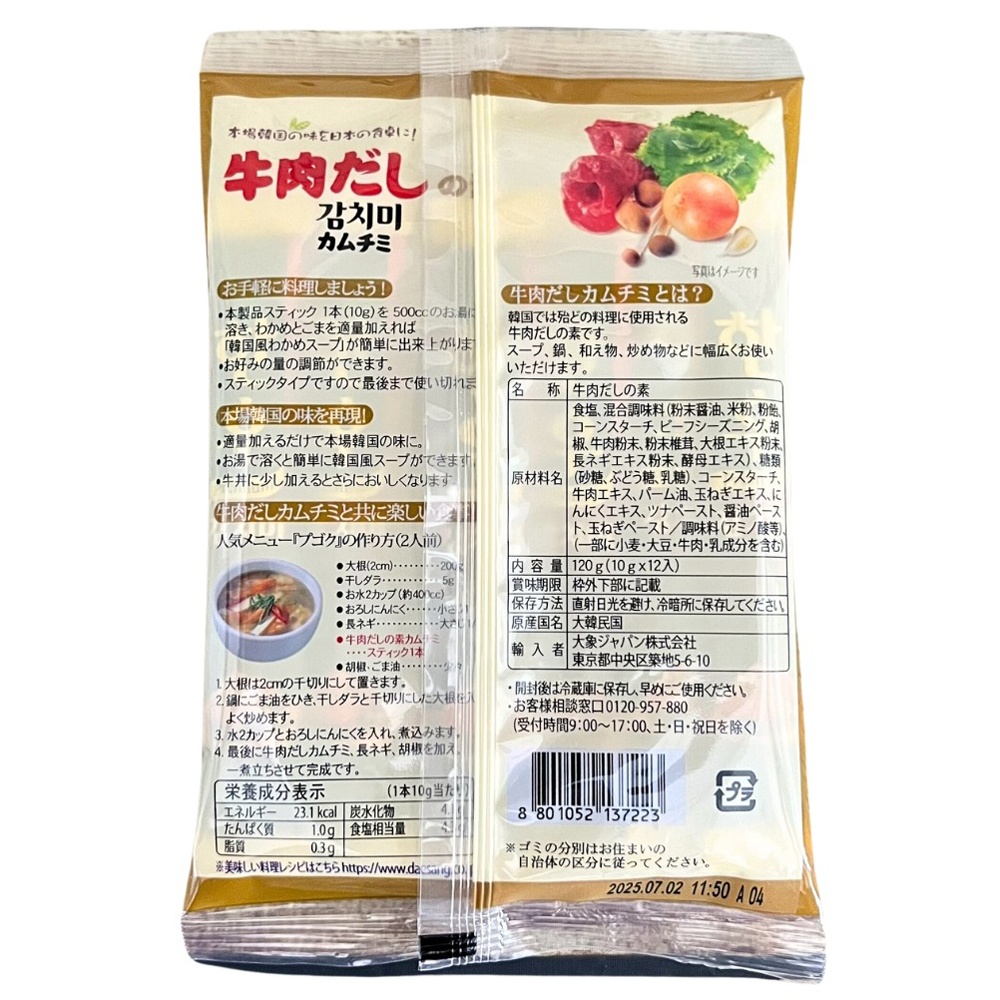 本場韓国の味を日本の食卓に!
牛肉だしの
감치미
カムチミ
お手軽に料理しましょう!
•本製品スティック 1本(10g)を 500ccのお湯に
溶き、わかめとごまを適量加えれば
「韓国風わかめスープ」が簡単に出来上がります
•お好みの量の調節ができます。
•スティックタイプですので最後まで使い切れま
本場韓国の味を再現!
•適量加えるだけで本場韓国の味に。
•お湯で溶くと簡単に韓国風スープができます
•牛丼に少し加えるとさらにおいしくなります
牛肉だしカムチミと共に楽しい食
人気メニュー『プゴク』の作り方(2人前)
●大根(2cm)‥‥‥‥200g
●干しダラ‥‥‥‥5g
●お水2カップ(約400cc)
●おろしにんにく‥‥‥小さじ
●長ネギ‥‥‥‥大さじ
●牛肉だしの素カムチミ
‥‥スティック1本
●胡椒、ごま油‥‥‥少々
1. 大根は2cmの千切りにして置きます。
2. 鍋にごま油をひき、干しダラと千切りにした大根を入
よく炒めます。
3. 水2カップとおろしにんにくを入れ、煮込みます。
4. 最後に牛肉だしカムチミ、長ネギ、胡椒を加え、
一煮立ちさせて完成です。
栄養成分表示 (1本10g当た
エネルギー 23.1 kcal 炭水化物 4.
たんぱく質 1.0g 食塩相当量 4.
脂質 0.3g
※美味しい料理レシピはこちら https://www.daesang.co.
写真はイメージです
牛肉だしカムチミとは?
韓国では殆どの料理に使用される
牛肉だしの素です。
スープ、鍋、和え物、炒め物などに幅広くお使い
いただけます。
名称 牛肉だしの素
原材料名 食塩、混合調味料(粉末醤油、米粉、粉飴、
コーンスターチ、ビーフシーズニング、胡
椒、牛肉粉末、粉末椎茸、大根エキス粉末、
長ネギエキス粉末、酵母エキス)、糖類
(砂糖、ぶどう糖、乳糖)、コーンスターチ、
牛肉エキス、パーム油、玉ねぎエキス、に
んにくエキス、ツナペースト、醤油ペース
ト、玉ねぎペースト/調味料(アミノ酸等)、
(一部に小麦・大豆・牛肉・乳成分を含む)
内容量 120g(10g×12入)
賞味期限 枠外下部に記載
保存方法 直射日光を避け、冷暗所に保存してください。
原産国名 大韓民国
輸入者 大象ジャパン株式会社
東京都中央区築地5-6-10
・開封後は冷蔵庫に保存し、早めにご使用ください。
・お客様相談窓口0120-957-880
(受付時間9:00~17:00、土・日・祝日を除く)
8 801052 137223
プラ
※ゴミの分別はお住まいの
自治体の区分に従ってください。
2025.07.02 11:50 A 04